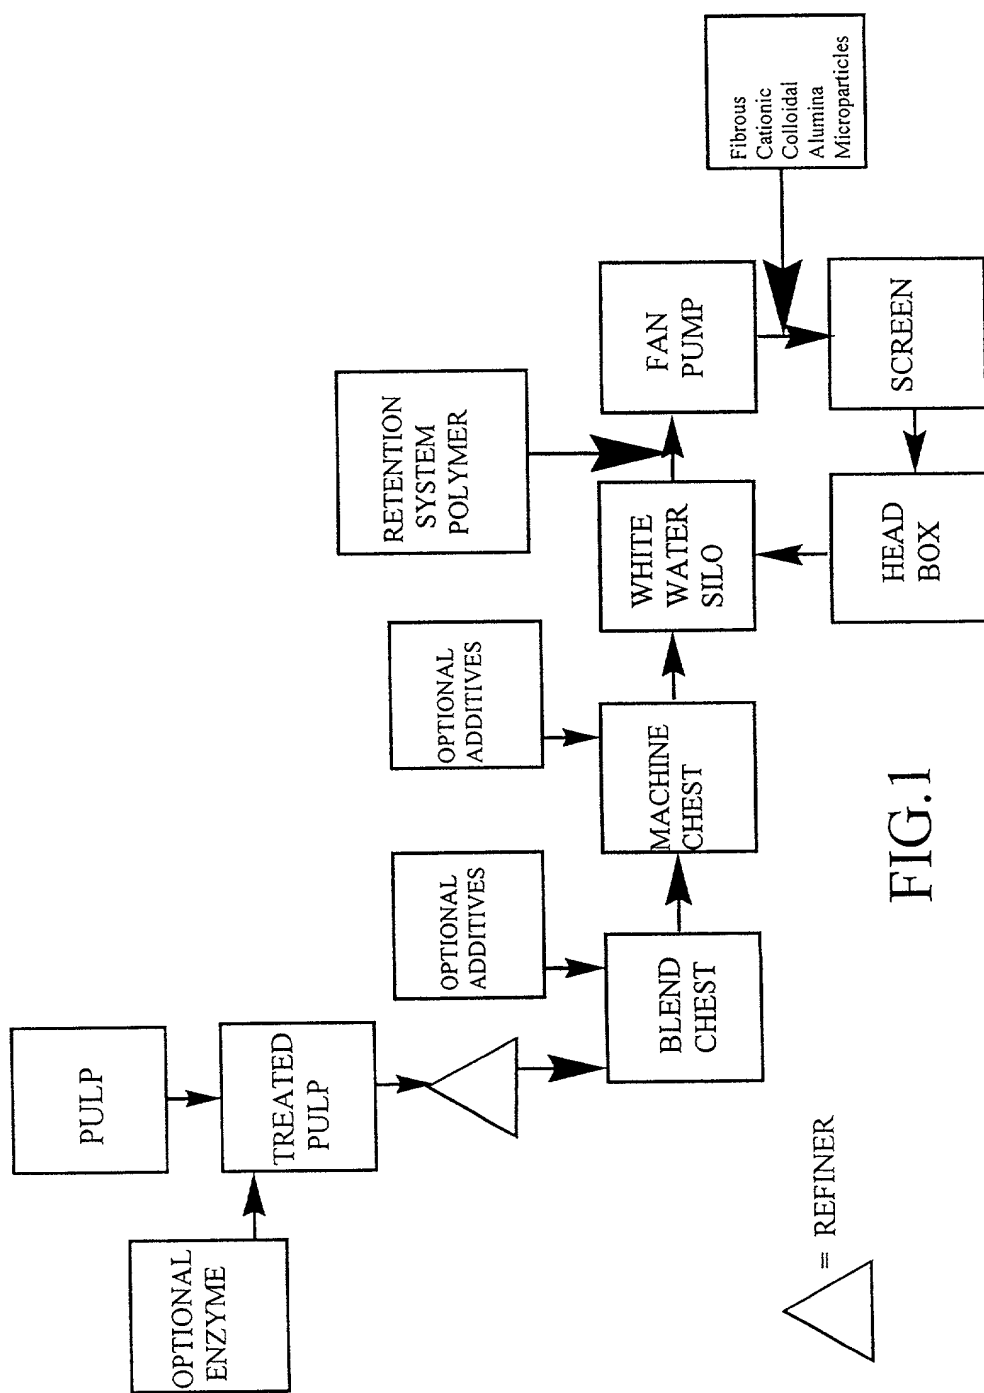 PULP
OPTIONAL
ENZYME
TREATED
PULP
OPTIONAL
ADDITIVES
BLEND
CHEST
OPTIONAL
ADDITIVES
MACHINE
CHEST
RETENTION
SYSTEM
POLYMER
WHITE
WATER
SILO
FAN
PUMP
Fibrous
Cationic
Colloidal
Alumina
Microparticles
SCREEN
HEAD
BOX
= REFINER
FIG.1